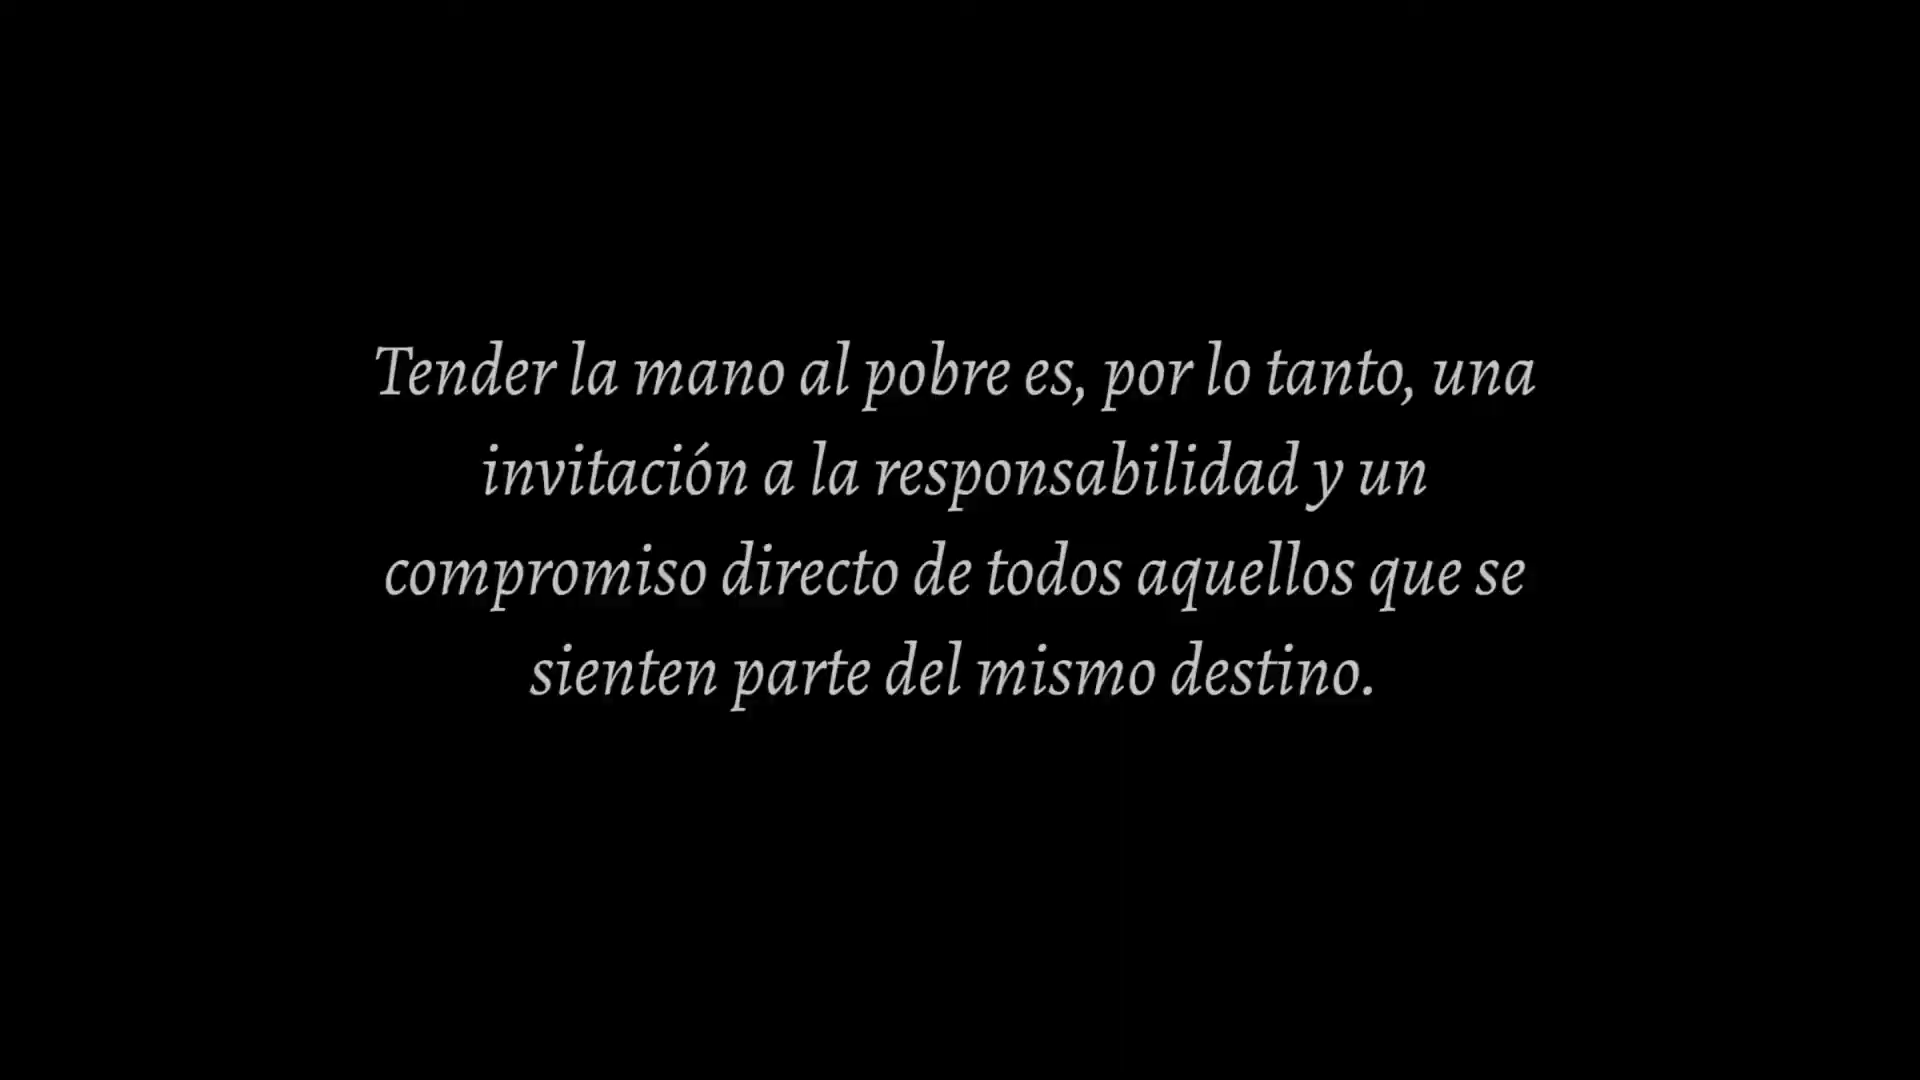 Tender la mano al pobre es, por lo tanto, una
invitación a la responsabilidad y un
compromiso directo de todos aquellos que se
sienten parte del mismo destino.